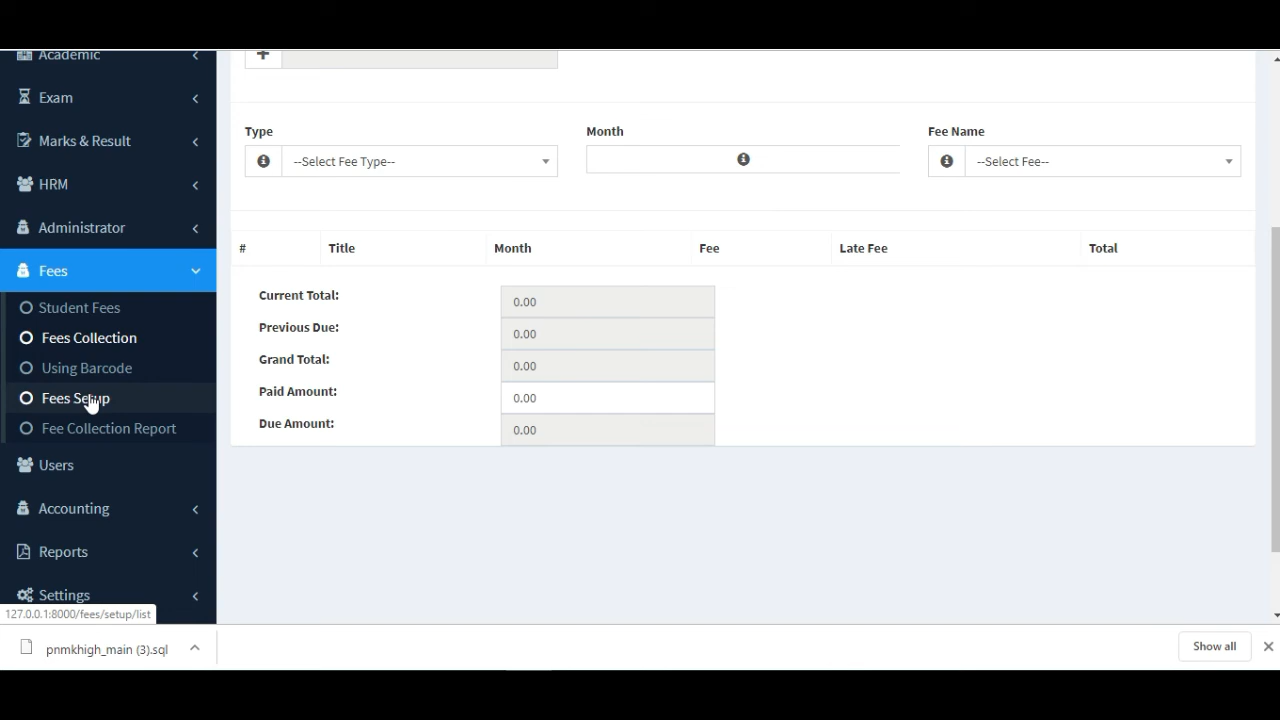 Academic
Exam
Marks & Result
HRM
Administrator
Fees
Student Fees
Fees Collection
Using Barcode
Fees Setup
Fee Collection Report
Users
Accounting
Reports
Settings
127.0.0.1:8000/fees/setup/list
Type Month Fee Name
--Select Fee Type-- --Select Fee--
# Title Month Fee Late Fee Total
Current Total: 0.00
Previous Due: 0.00
Grand Total: 0.00
Paid Amount: 0.00
Due Amount: 0.00
pnmkhigh_main (3).sql
Show all